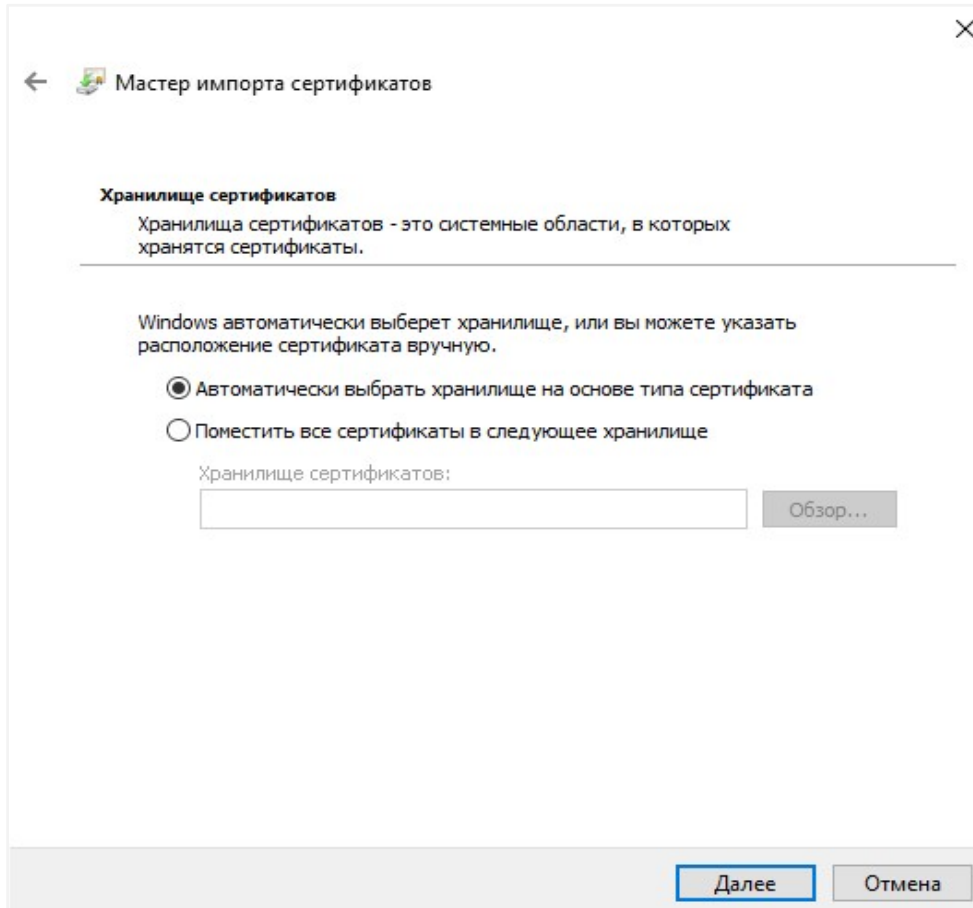 Мастер импорта сертификатов
Хранилище сертификатов
Хранилища сертификатов - это системные области, в которых
хранятся сертификаты.
Windows автоматически выберет хранилище, или вы можете указать
расположение сертификата вручную.
Автоматически выбрать хранилище на основе типа сертификата
Поместить все сертификаты в следующее хранилище
Хранилище сертификатов:
Обзор...
Далее
Отмена